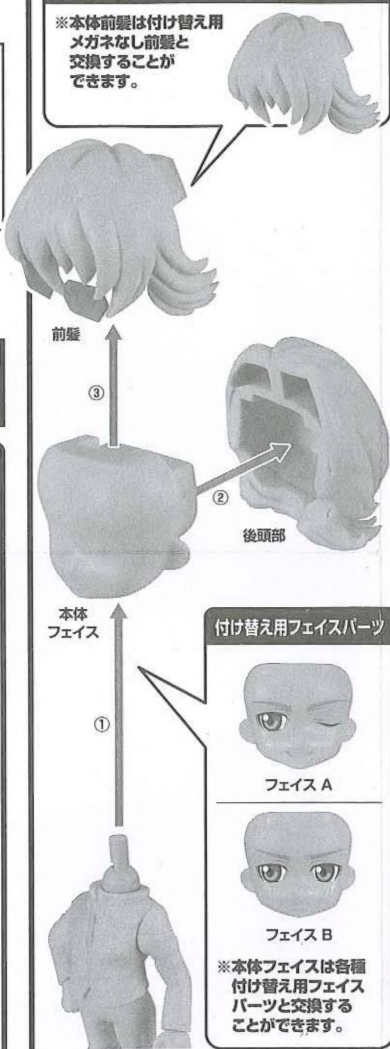 ※本体前髪は付け替え用
メガネなし前髪と
交換することが
できます。
前髪
③
②
後頭部
本体
フェイス
①
付け替え用フェイスパーツ
フェイス A
フェイス B
※本体フェイスは各種
付け替え用フェイス
パーツと交換する
ことができます。